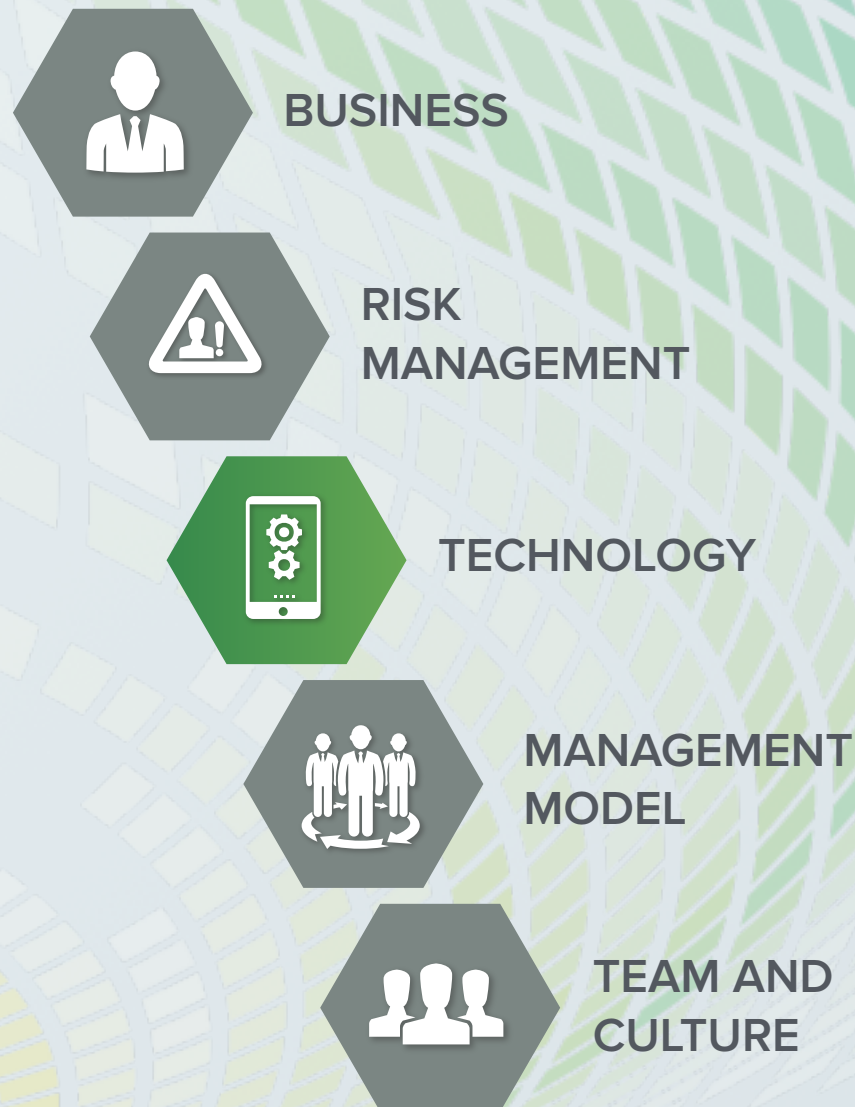 BUSINESS
RISK
MANAGEMENT
TECHNOLOGY
MANAGEMENT
MODEL
TEAM AND
CULTURE